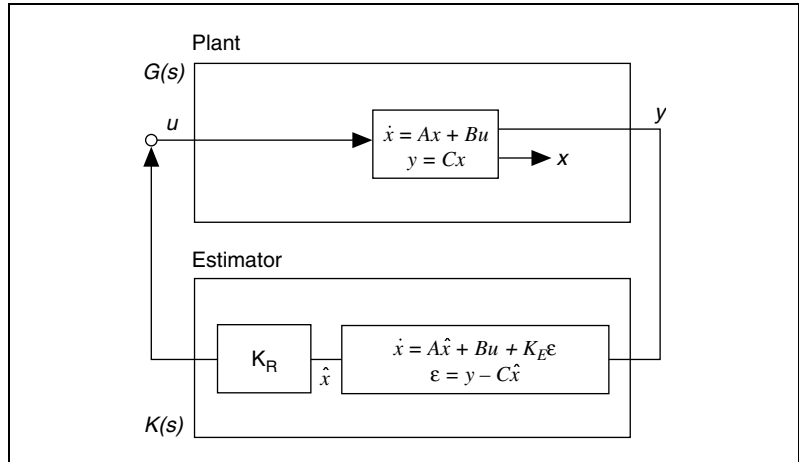 Plant
G(s)
u
y
ẋ = Ax + Bu
y = Cx
x
Estimator
K_R
x̂
ẋ = Ax̂ + Bu + K_Eε
ε = y – Cx̂
K(s)